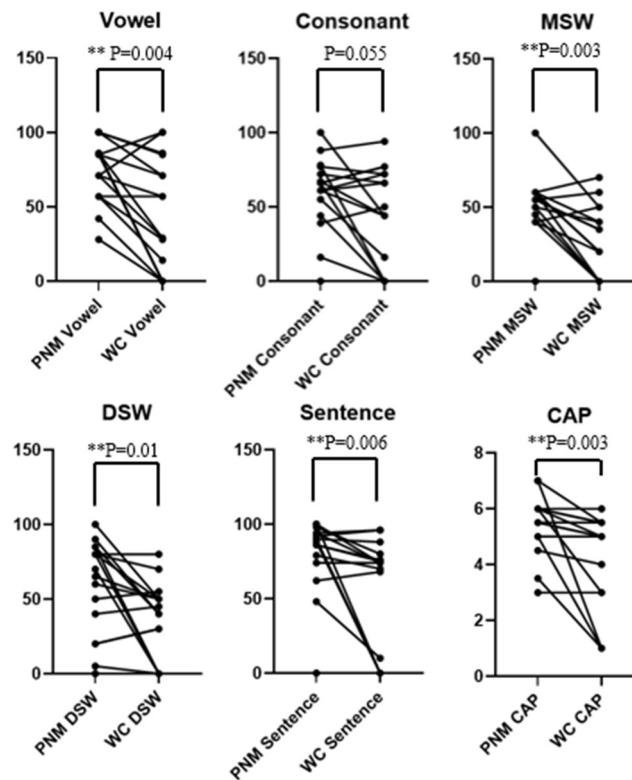 Vowel
** P=0.004
150
100
50
0
PNM Vowel
WC Vowel
Consonant
P=0.055
150
100
50
0
PNM Consonant
WC Consonant
MSW
**P=0.003
150
100
50
0
PNM MSW
WC MSW
DSW
**P=0.01
150
100
50
0
PNM DSW
WC DSW
Sentence
**P=0.006
150
100
50
0
PNM Sentence
WC Sentence
CAP
**P=0.003
8
6
4
2
0
PNM CAP
WC CAP